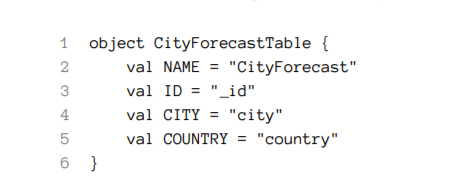 1 object CityForecastTable {
2     val NAME = "CityForecast"
3     val ID = "_id"
4     val CITY = "city"
5     val COUNTRY = "country"
6 }